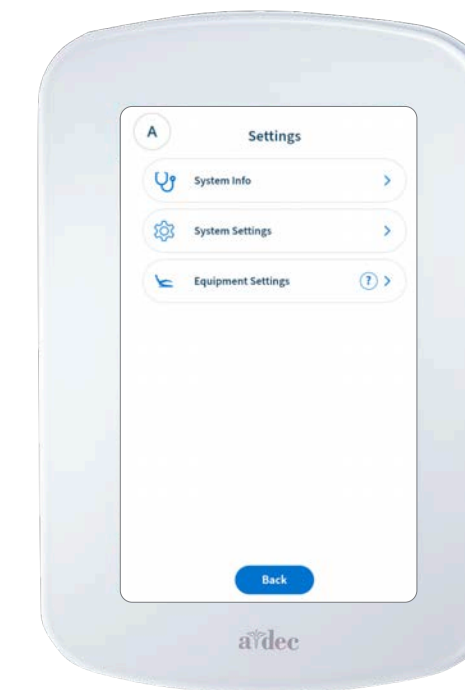 A
Settings
System Info
System Settings
Equipment Settings ?
Back
a dec